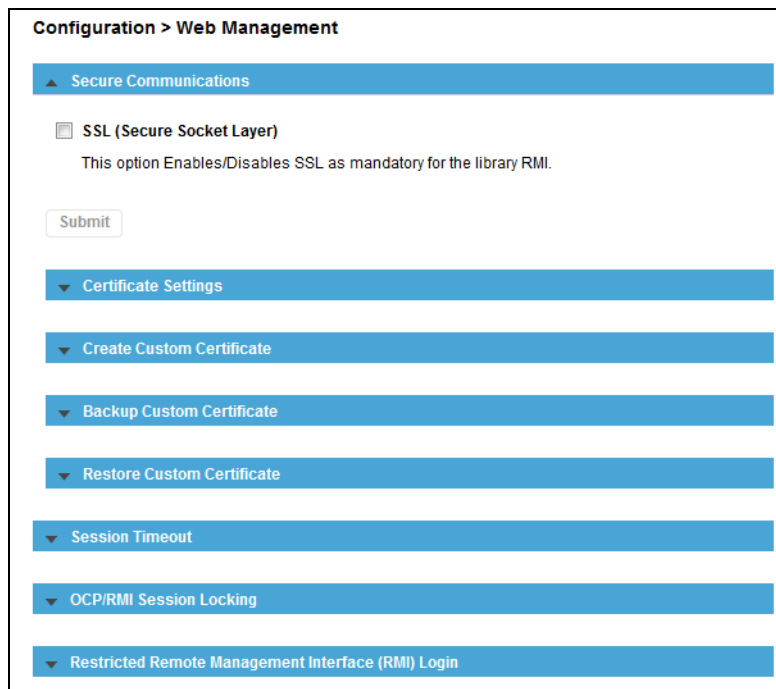 Configuration > Web Management
Secure Communications
SSL (Secure Socket Layer)
This option Enables/Disables SSL as mandatory for the library RMI.
Submit
Certificate Settings
Create Custom Certificate
Backup Custom Certificate
Restore Custom Certificate
Session Timeout
OCP/RMI Session Locking
Restricted Remote Management Interface (RMI) Login